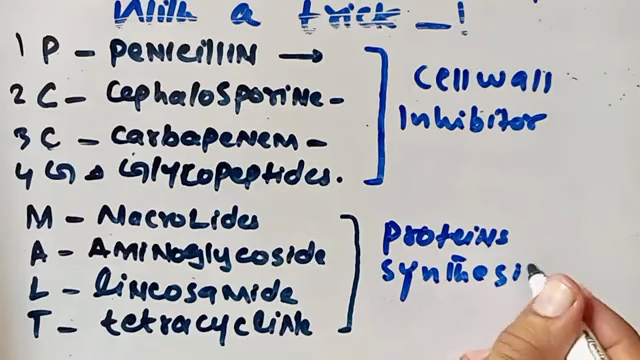 With a trick _!
1 P - Penicillin →
2 C - Cephalosporine -
3 C - Carbapenem -
4 G - Glycopeptides.
Cell wall
Inhibitor
M - Macrolides
A - AMINOglycoside
L - lincosamide
T - tetracycline
Proteins
synthesi